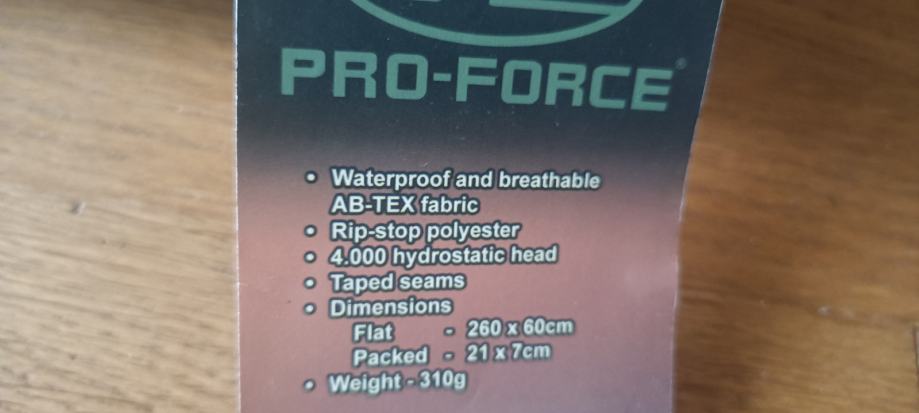 PRO-FORCE®
• Waterproof and breathable
AB-TEX fabric
• Rip-stop polyester
• 4.000 hydrostatic head
• Taped seams
• Dimensions
Flat - 260 x 60cm
Packed - 21 x 7cm
• Weight - 310g